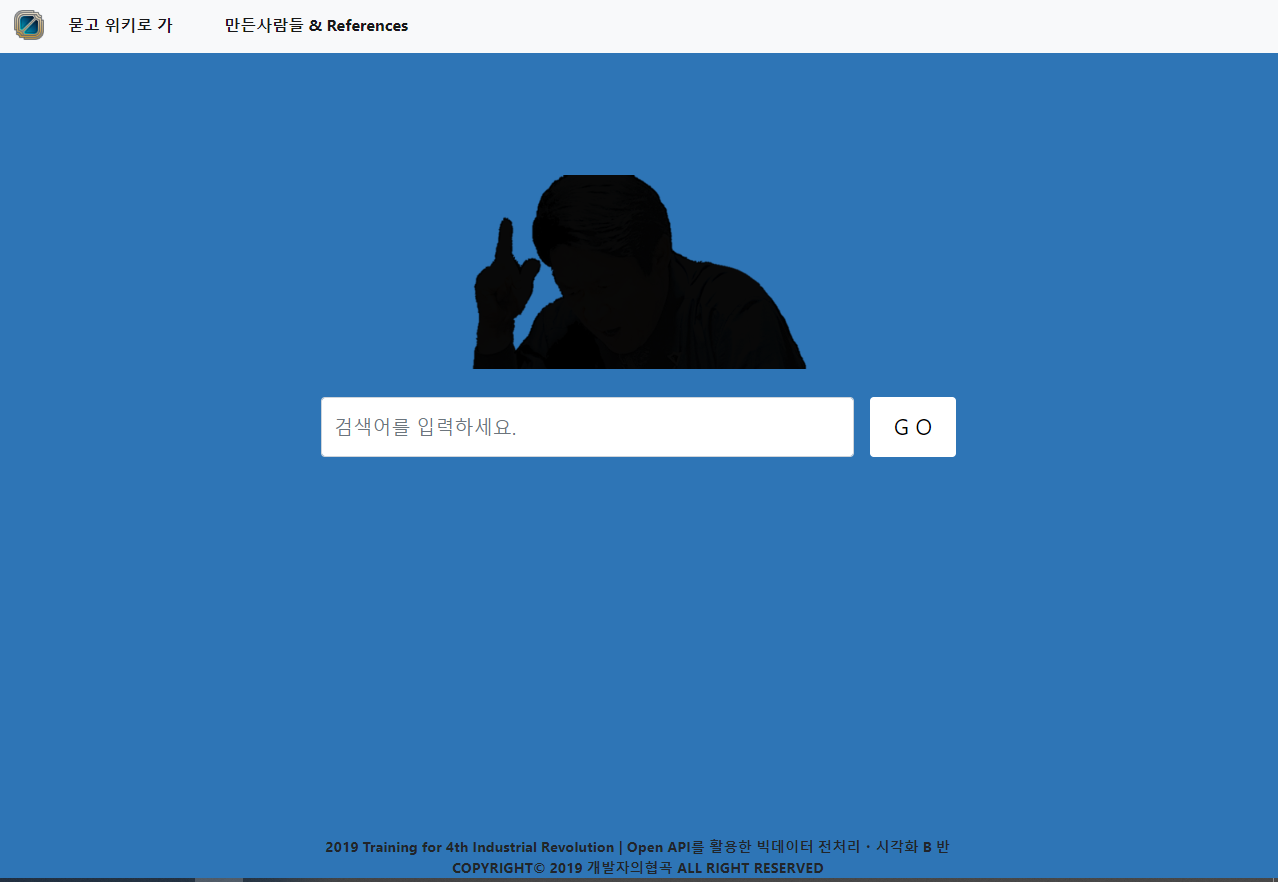 묻고 위키로 가
만든사람들 & References
검색어를 입력하세요.
G O
2019 Training for 4th Industrial Revolution | Open API를 활용한 빅데이터 전처리 · 시각화 B 반
COPYRIGHT© 2019 개발자의협곡 ALL RIGHT RESERVED